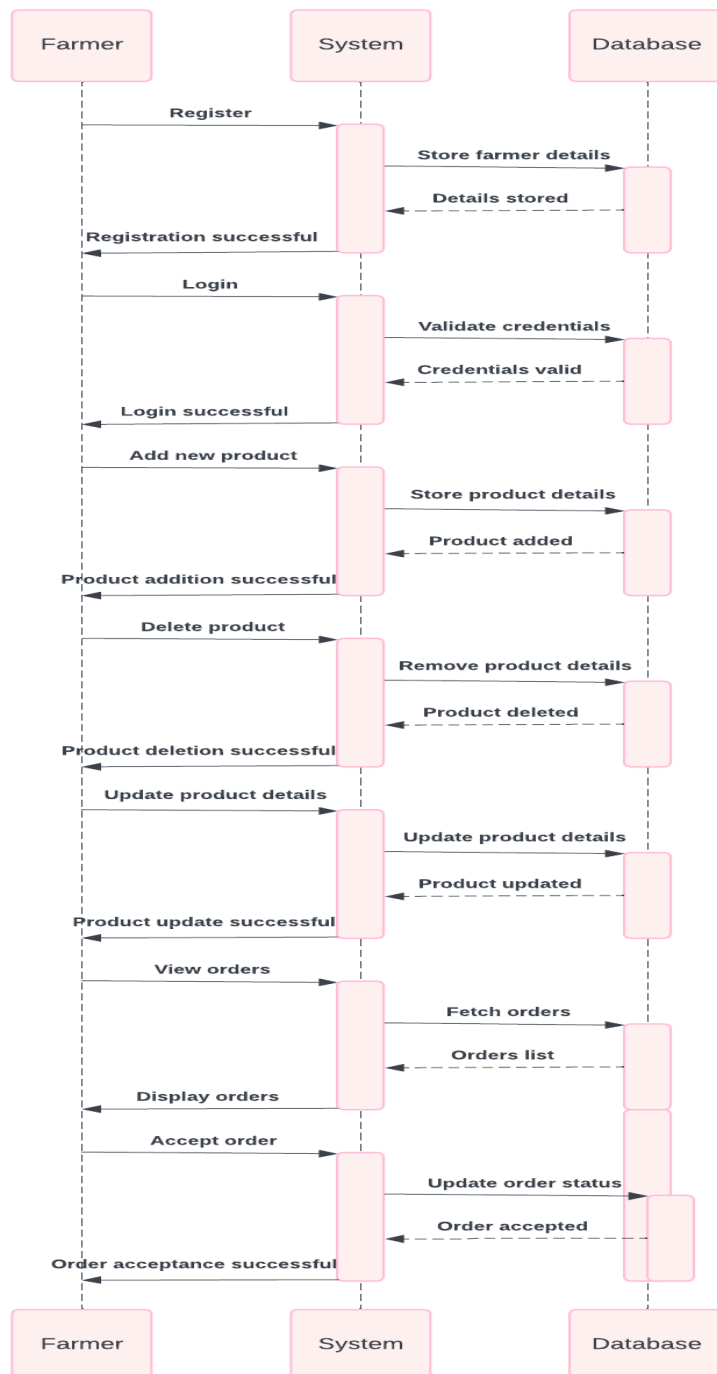 Farmer
System
Database
Register
Store farmer details
Details stored
Registration successful
Login
Validate credentials
Credentials valid
Login successful
Add new product
Store product details
Product added
Product addition successful
Delete product
Remove product details
Product deleted
Product deletion successful
Update product details
Update product details
Product updated
Product update successful
View orders
Fetch orders
Orders list
Display orders
Accept order
Update order status
Order accepted
Order acceptance successful
Farmer
System
Database